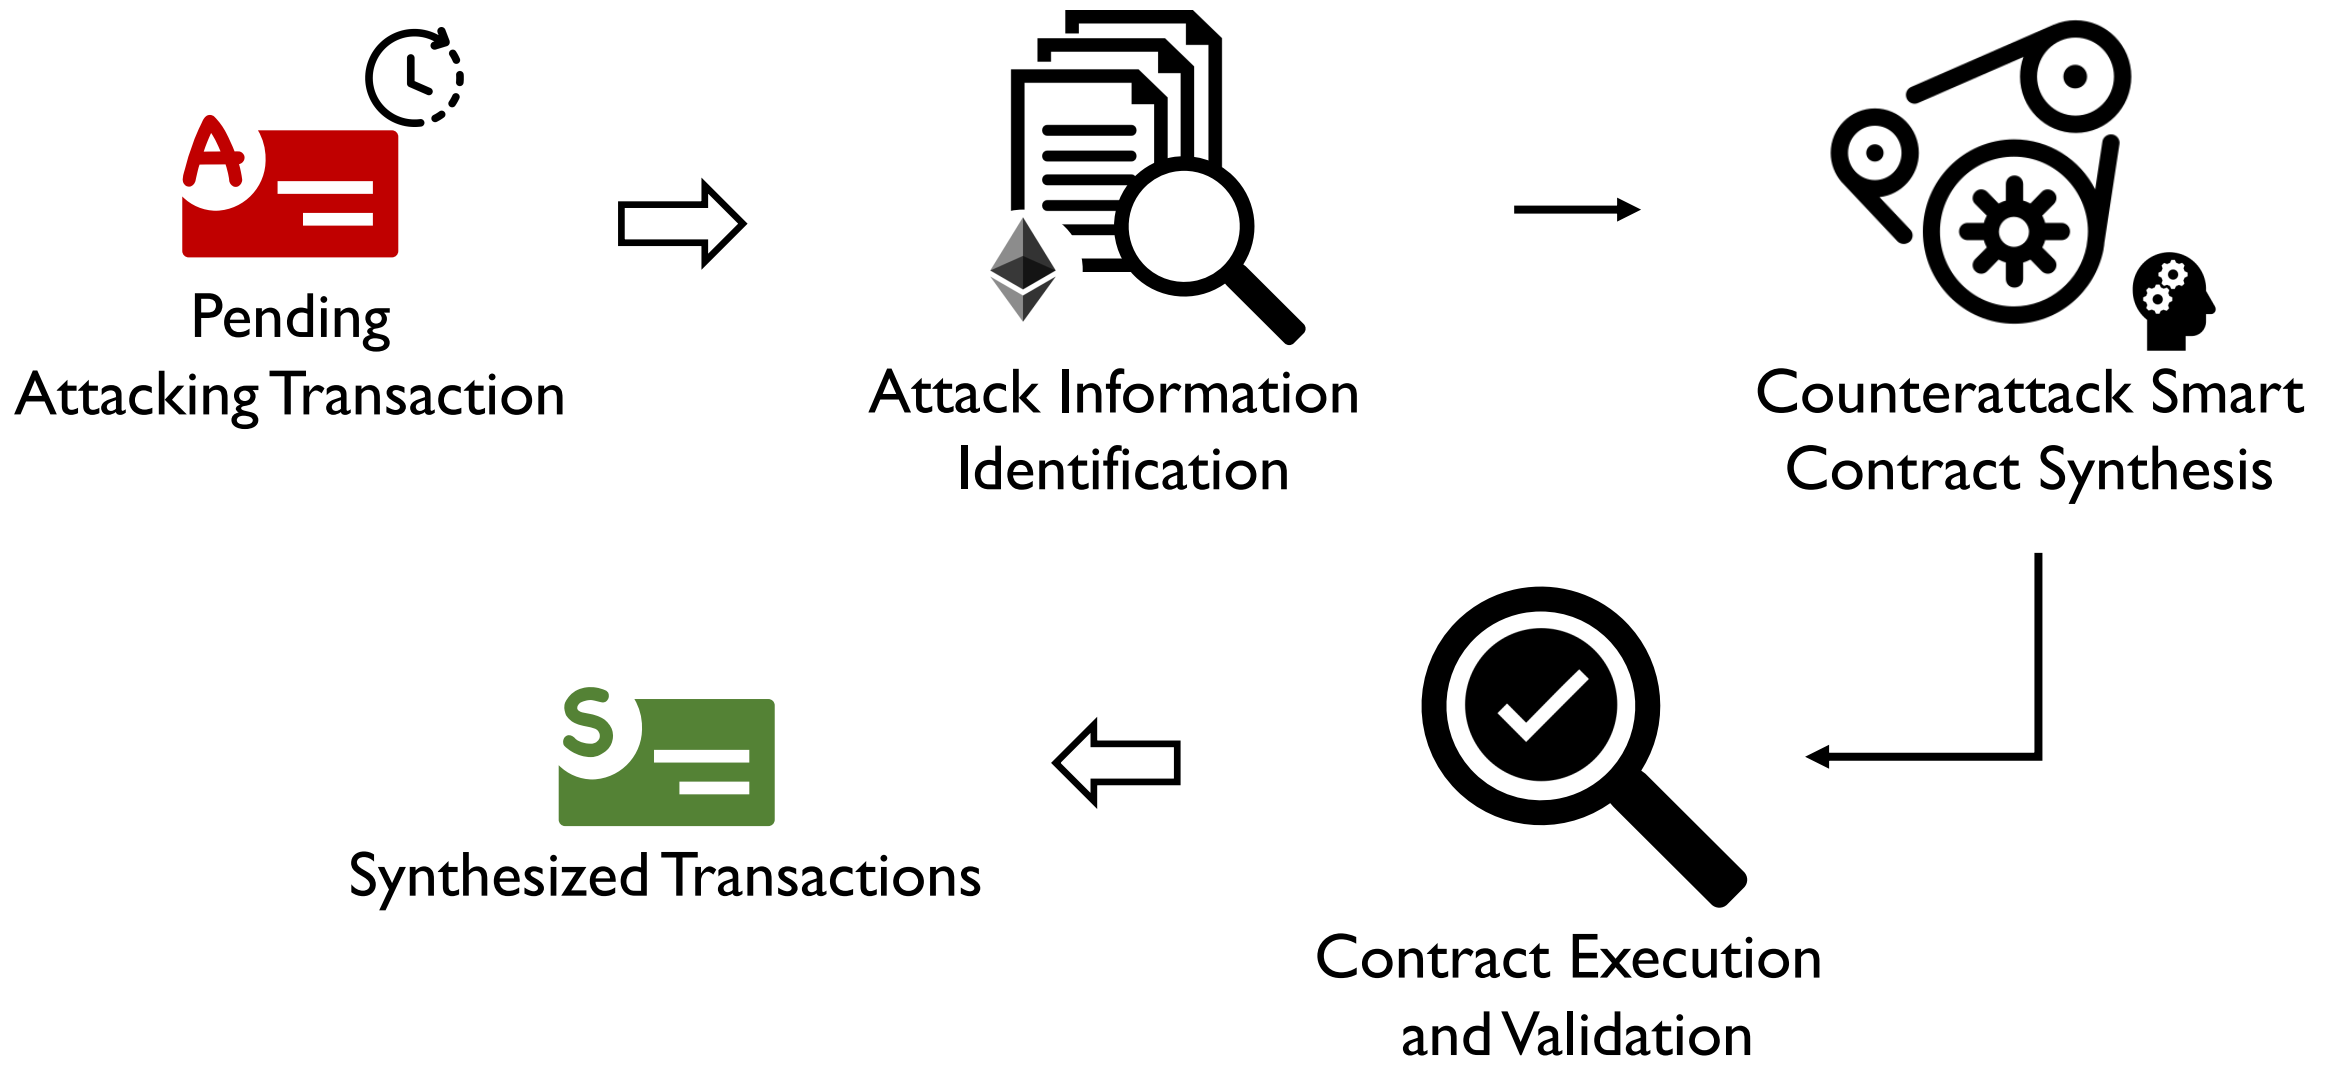 A
Pending
Attacking Transaction
Attack Information
Identification
Counterattack Smart
Contract Synthesis
S
Synthesized Transactions
Contract Execution
and Validation